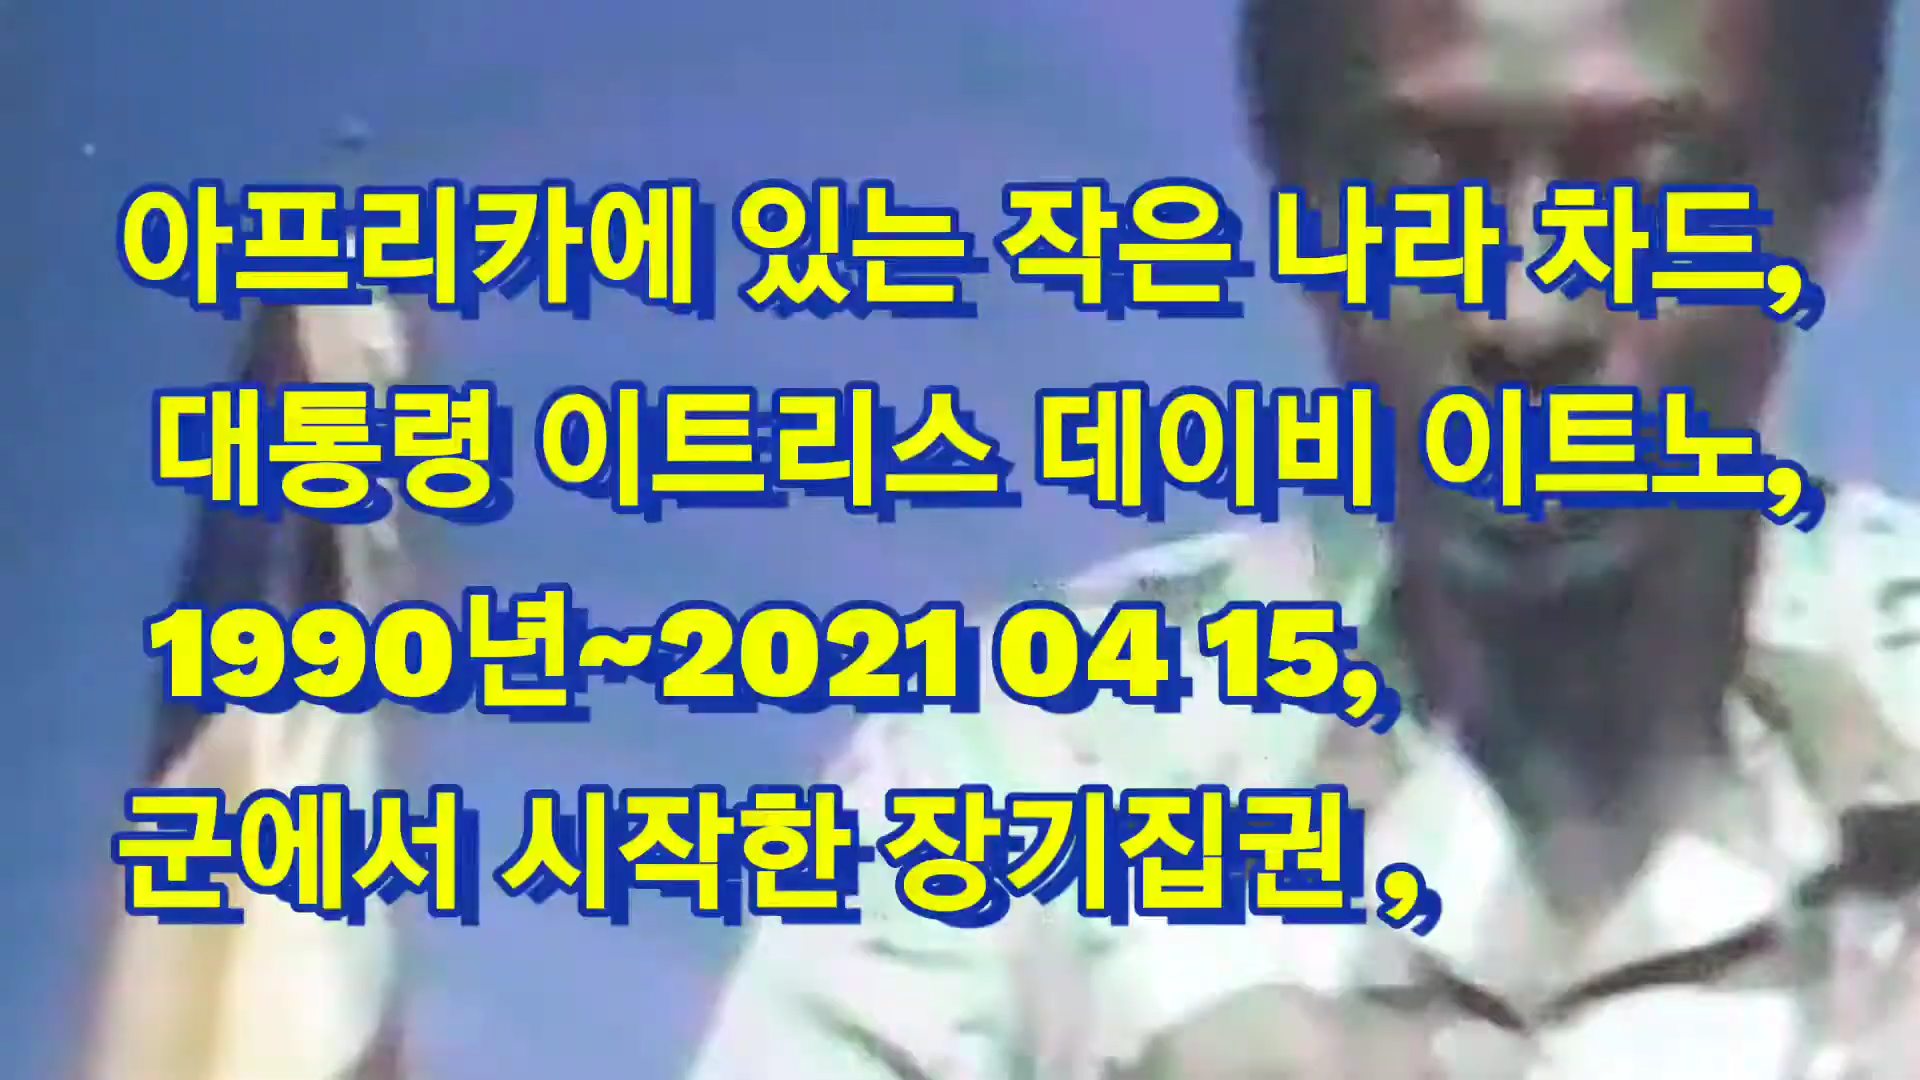 아프리카에 있는 작은 나라 차드,
대통령 이트리스 데이비 이트노,
1990년~2021 04 15,
군에서 시작한 장기집권 ,